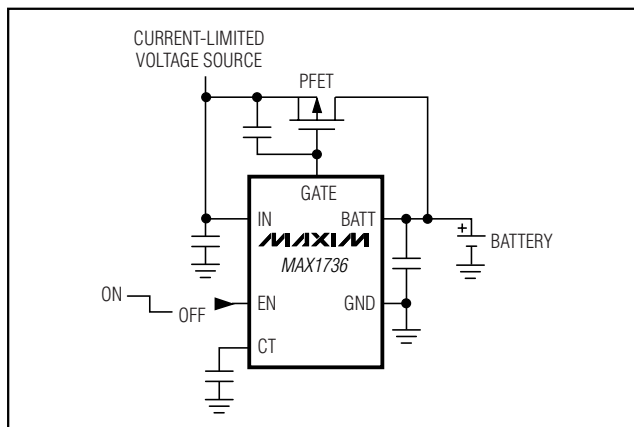 CURRENT-LIMITED
VOLTAGE SOURCE
PFET
GATE
IN
BATT
MAXIM
MAX1736
+
BATTERY
ON
OFF
EN
GND
CT